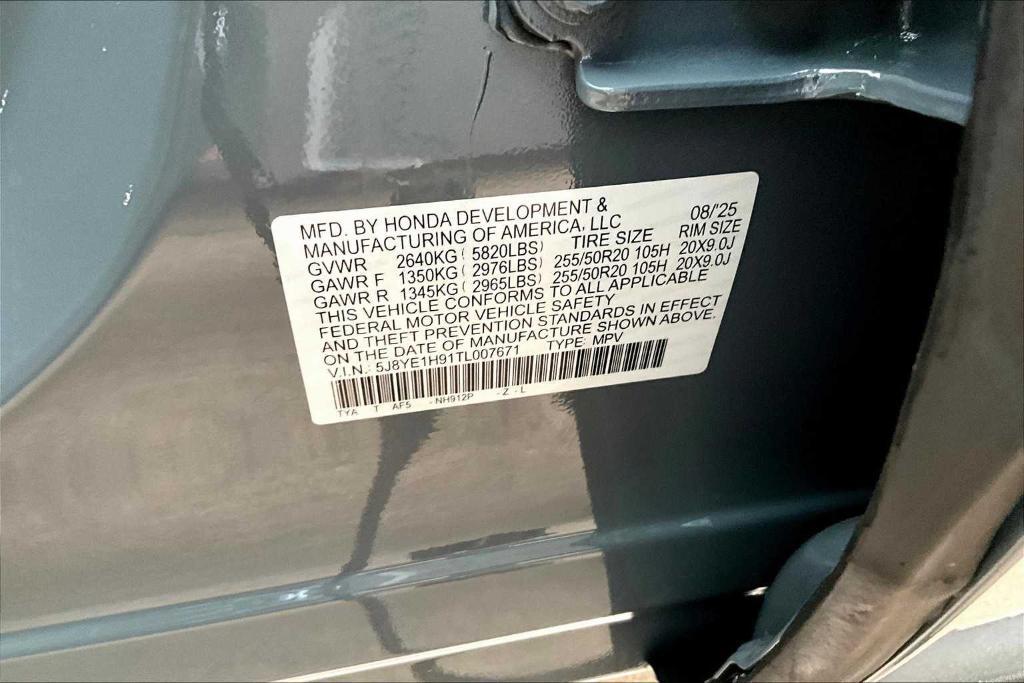 MFD. BY HONDA DEVELOPMENT & 08/'25
MANUFACTURING OF AMERICA, LLC RIM SIZE
GVWR 2640KG ( 5820LBS) TIRE SIZE
GAWR F 1350KG ( 2976LBS) 255/50R20 105H 20X9.0J
GAWR R 1345KG ( 2965LBS) 255/50R20 105H 20X9.0J
THIS VEHICLE CONFORMS TO ALL APPLICABLE
FEDERAL MOTOR VEHICLE SAFETY
AND THEFT PREVENTION STANDARDS IN EFFECT
ON THE DATE OF MANUFACTURE SHOWN ABOVE.
V.I.N.: 5J8YE1H91TL007671 TYPE: MPV
TYA T AF5 -NH912P -Z -L